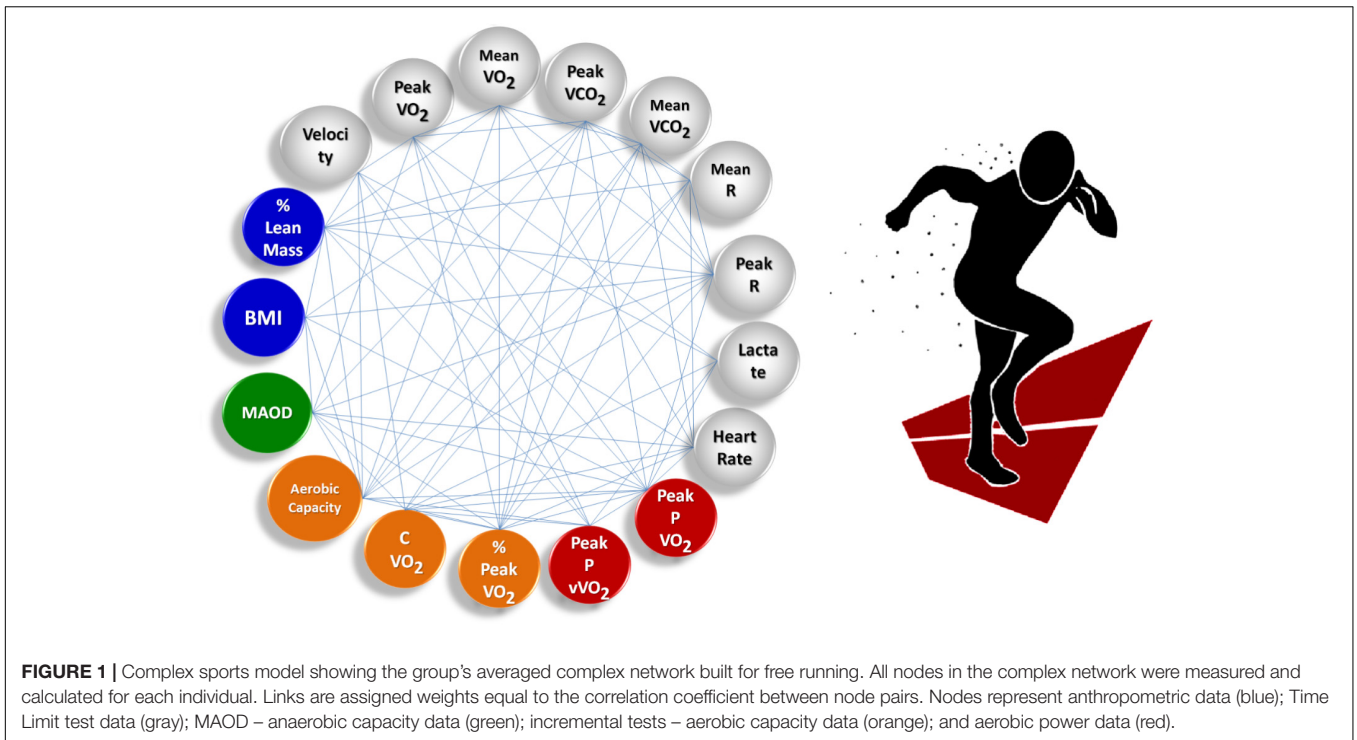 Mean
VO2
Peak
VCO2
Peak
VO2
Mean
VCO2
Veloci
ty
Mean
R
%
Lean
Mass
Peak
R
BMI
Lacta
te
MAOD
Heart
Rate
Aerobic
Capacity
Peak
P
VO2
C
VO2
%
Peak
VO2
Peak
P
vVO2
FIGURE 1 | Complex sports model showing the group's averaged complex network built for free running. All nodes in the complex network were measured and
calculated for each individual. Links are assigned weights equal to the correlation coefficient between node pairs. Nodes represent anthropometric data (blue); Time
Limit test data (gray); MAOD – anaerobic capacity data (green); incremental tests – aerobic capacity data (orange); and aerobic power data (red).